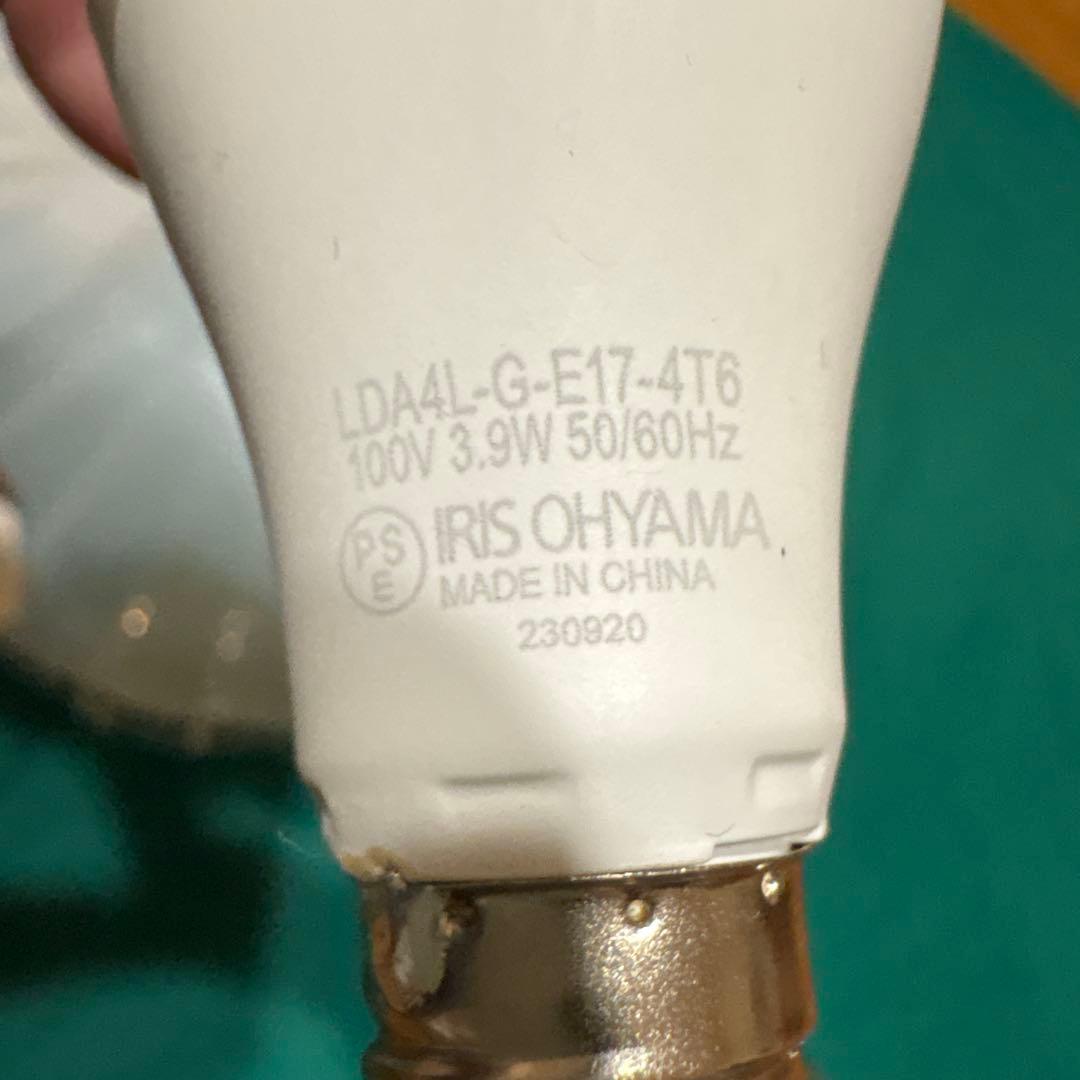 LDA4L-G-E17-4T6
100V 3.9W 50/60Hz
PS
E
IRIS OHYAMA
MADE IN CHINA
230920